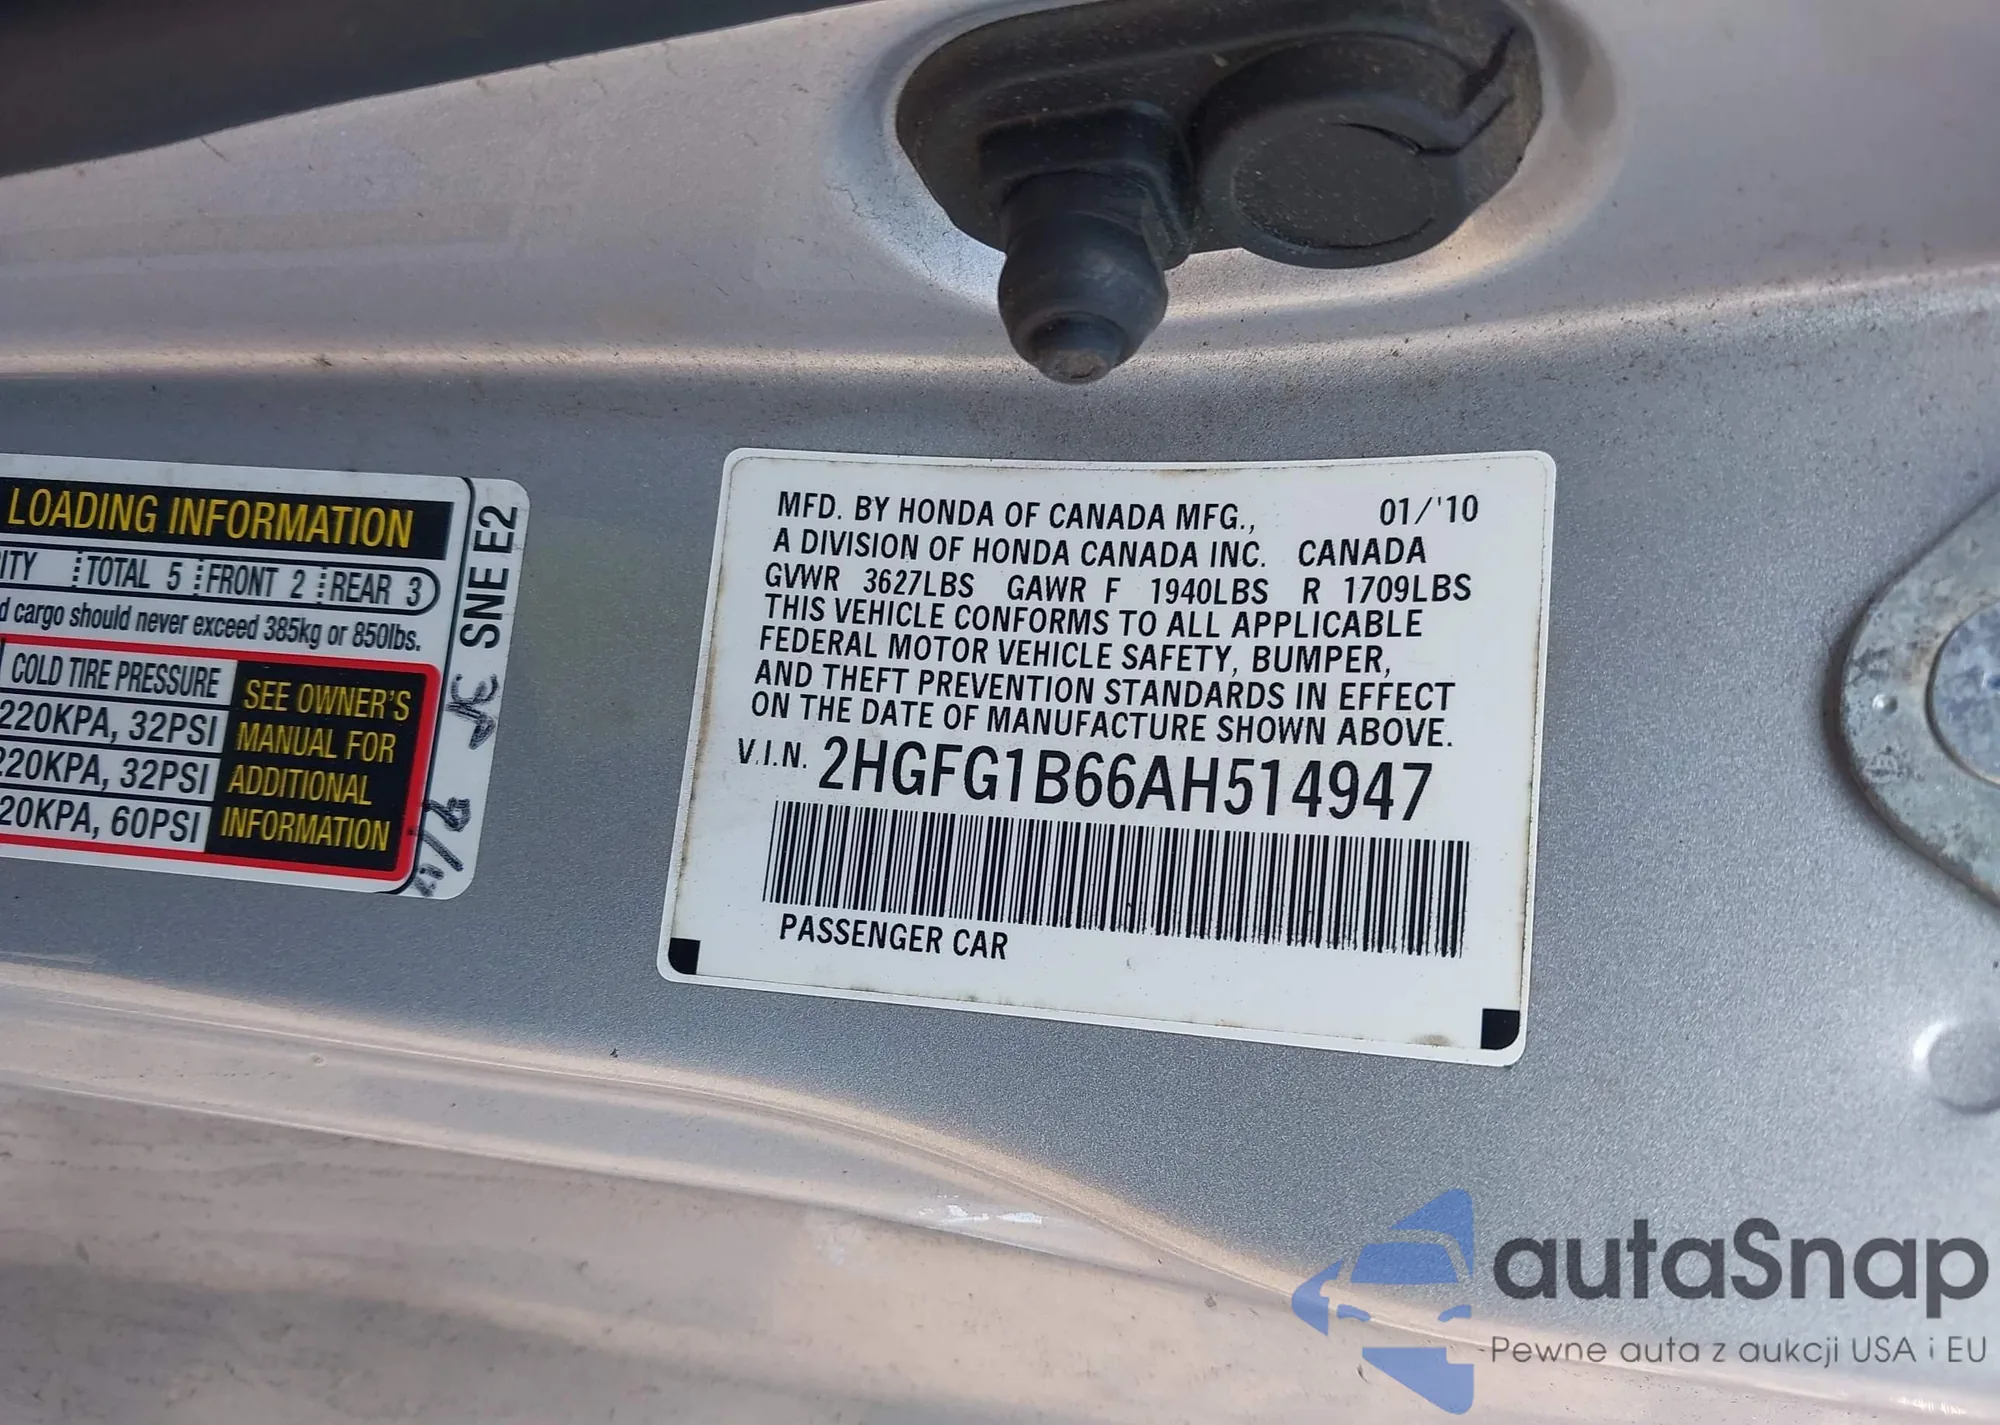 LOADING INFORMATION
ITY TOTAL 5 FRONT 2 REAR 3
d cargo should never exceed 385kg or 850lbs.
COLD TIRE PRESSURE
220KPA, 32PSI
220KPA, 32PSI
20KPA, 60PSI
SEE OWNER'S
MANUAL FOR
ADDITIONAL
INFORMATION
SNE E2
MFD. BY HONDA OF CANADA MFG., 01/'10
A DIVISION OF HONDA CANADA INC. CANADA
GVWR 3627LBS GAWR F 1940LBS R 1709LBS
THIS VEHICLE CONFORMS TO ALL APPLICABLE
FEDERAL MOTOR VEHICLE SAFETY, BUMPER,
AND THEFT PREVENTION STANDARDS IN EFFECT
ON THE DATE OF MANUFACTURE SHOWN ABOVE.
V.I.N. 2HGFG1B66AH514947
PASSENGER CAR
autaSnap
Pewne auta z aukcji USA i EU